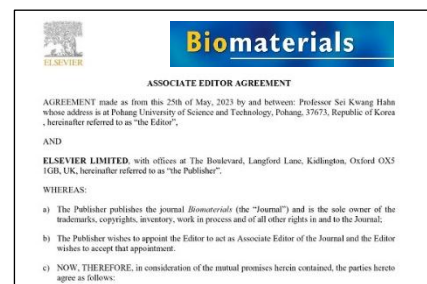 ELSEVIER
Biomaterials
ASSOCIATE EDITOR AGREEMENT
AGREEMENT made as from this 25th of May, 2023 by and between: Professor Sei Kwang Hahn
whose address is at Pohang University of Science and Technology, Pohang, 37673, Republic of Korea
, hereinafter referred to as "the Editor",
AND
ELSEVIER LIMITED, with offices at The Boulevard, Langford Lane, Kidlington, Oxford OX5
1GB, UK, hereinafter referred to as "the Publisher".
WHEREAS:
a) The Publisher publishes the journal Biomaterials (the "Journal") and is the sole owner of the
trademarks, copyrights, inventory, work in process and of all other rights in and to the Journal;
b) The Publisher wishes to appoint the Editor to act as Associate Editor of the Journal and the Editor
wishes to accept that appointment.
c) NOW, THEREFORE, in consideration of the mutual promises herein contained, the parties hereto
agree as follows: